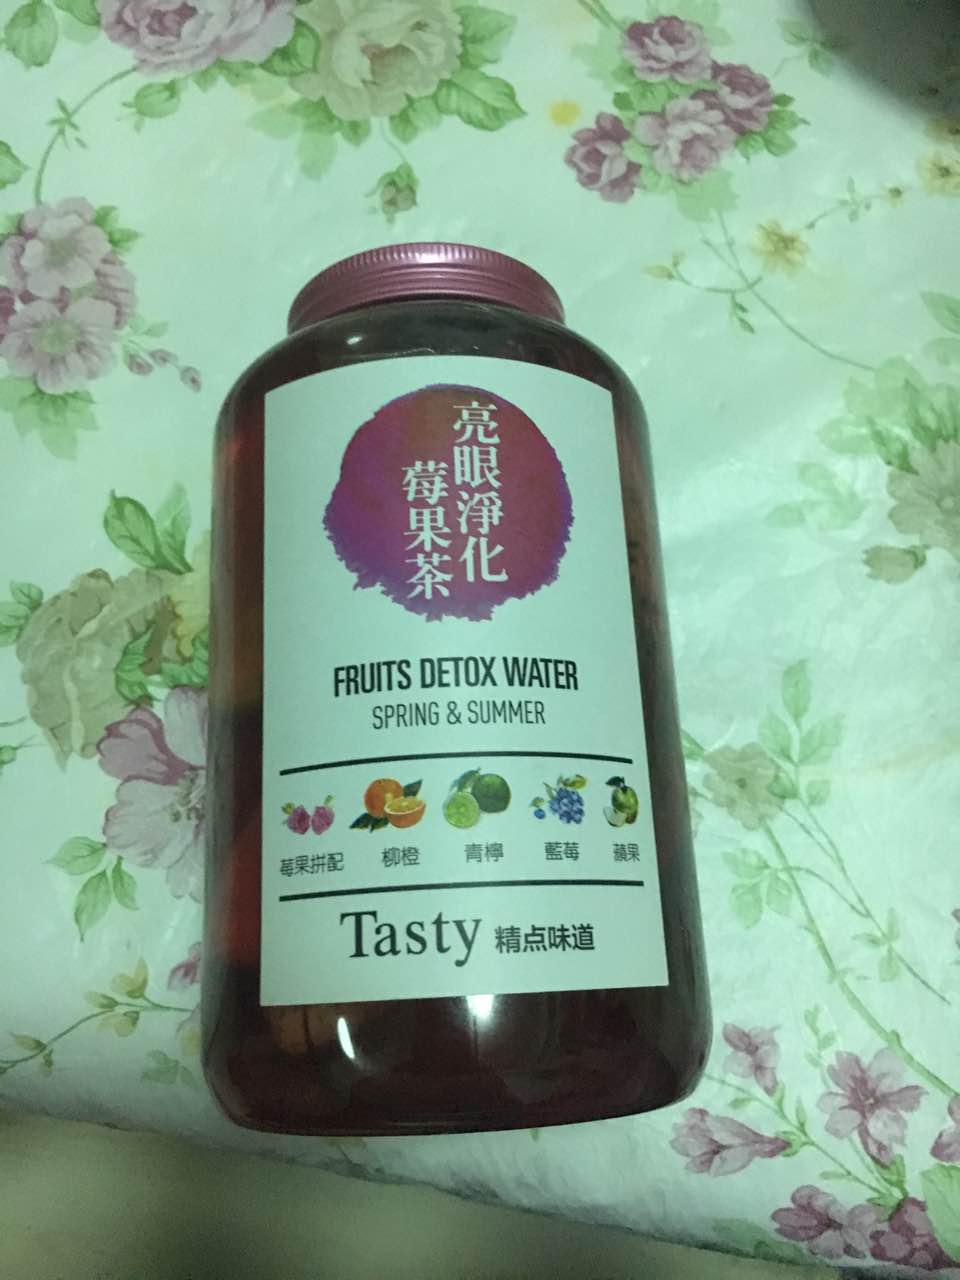 亮眼淨化
莓果茶
FRUITS DETOX WATER
SPRING & SUMMER
莓果拼配 柳橙 青檸 藍莓 蘋果
Tasty 精点味道